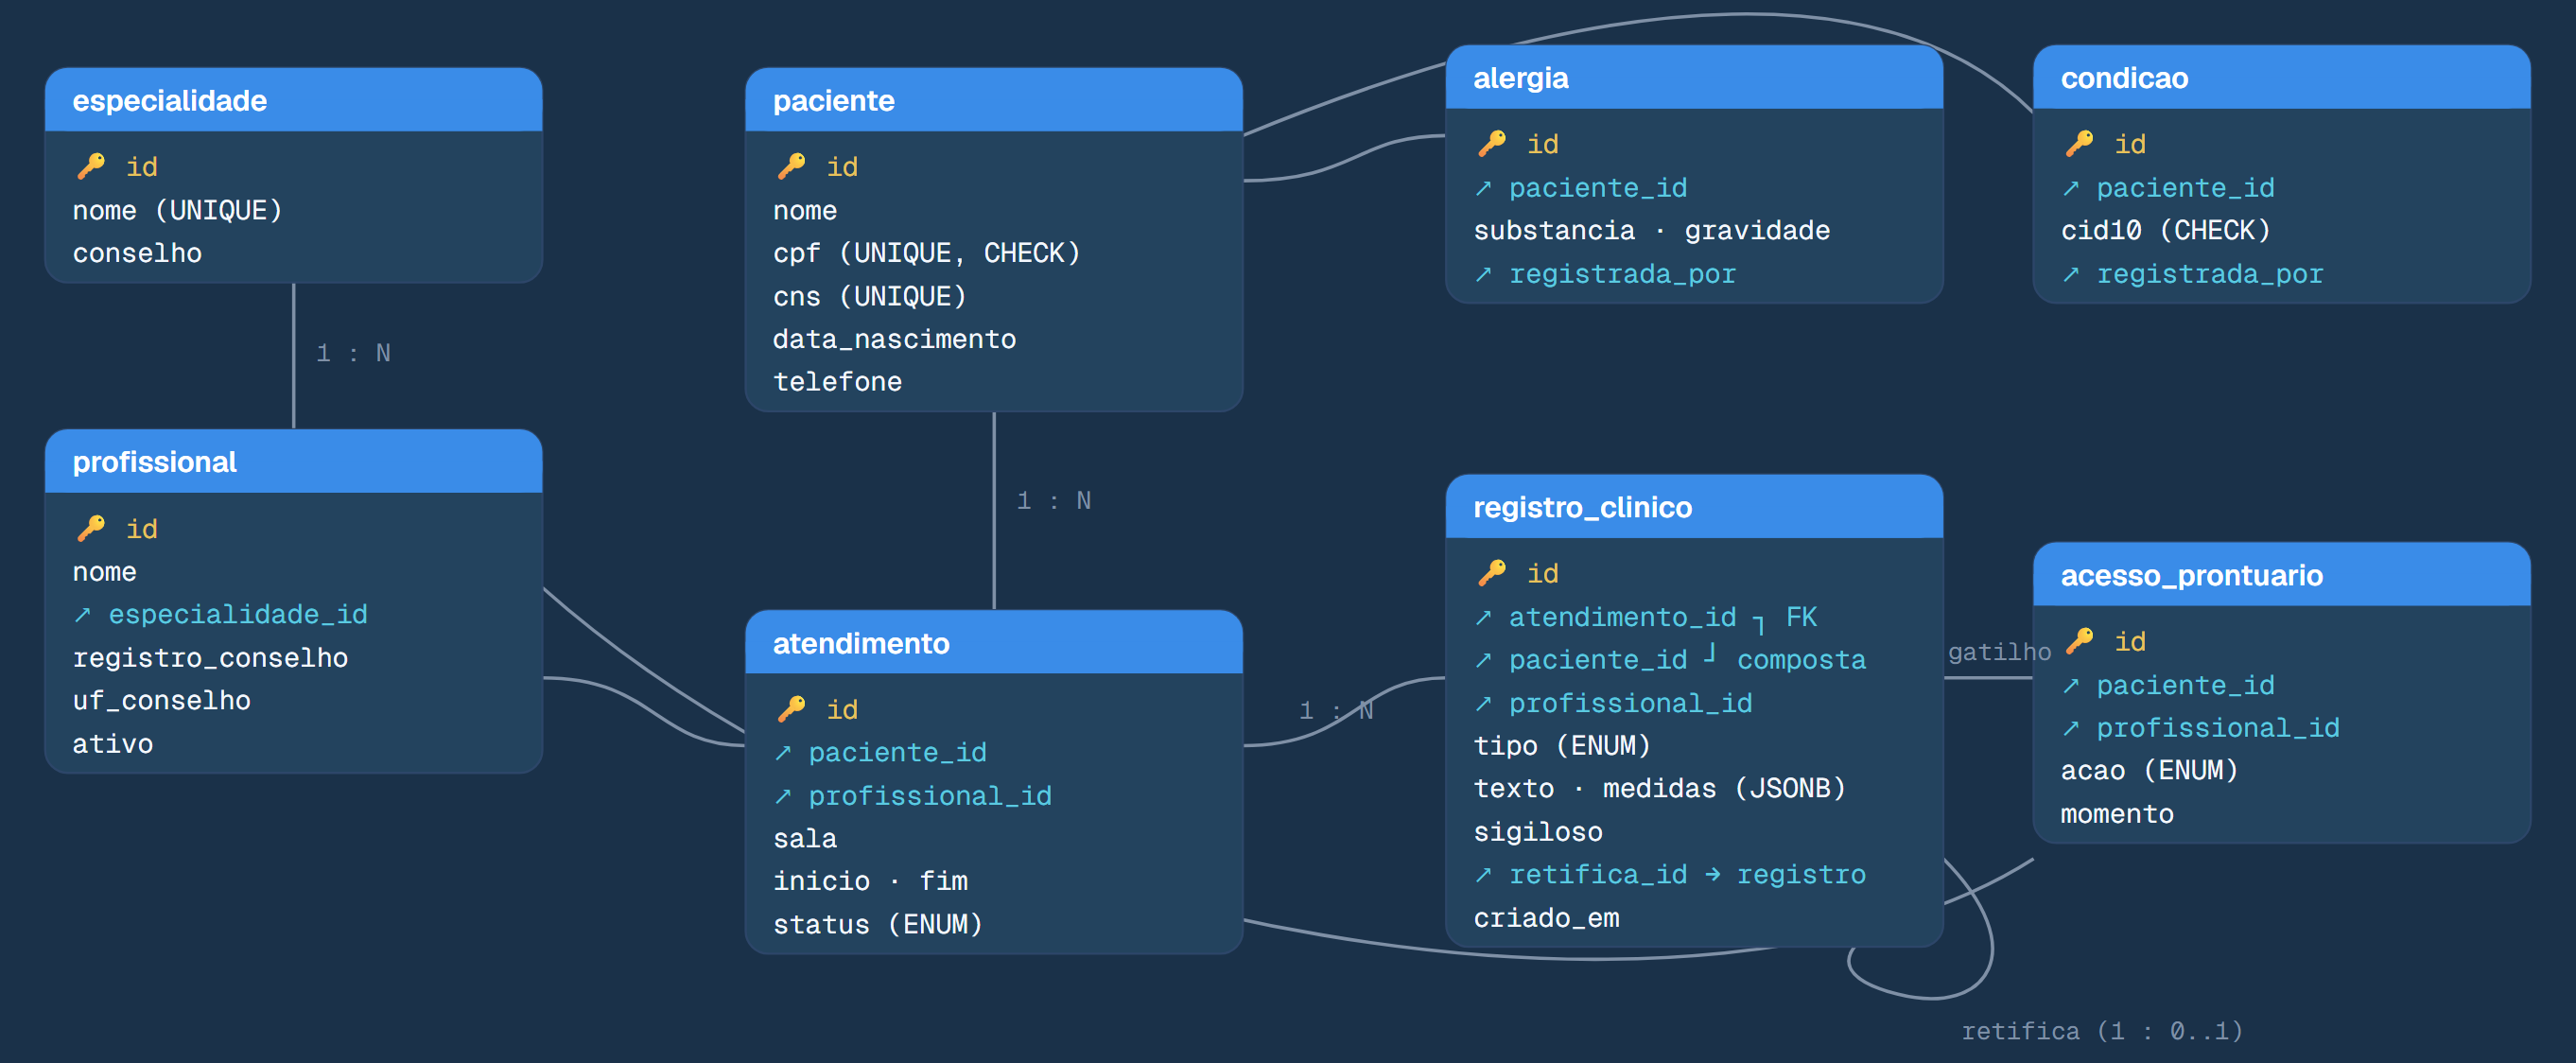 especialidade
🔑 id
nome (UNIQUE)
conselho
1 : N
profissional
🔑 id
nome
↗ especialidade_id
registro_conselho
uf_conselho
ativo
paciente
🔑 id
nome
cpf (UNIQUE, CHECK)
cns (UNIQUE)
data_nascimento
telefone
1 : N
atendimento
🔑 id
↗ paciente_id
↗ profissional_id
sala
inicio · fim
status (ENUM)
1 : N
alergia
🔑 id
↗ paciente_id
substancia · gravidade
↗ registrada_por
condicao
🔑 id
↗ paciente_id
cid10 (CHECK)
↗ registrada_por
registro_clinico
🔑 id
↗ atendimento_id ┐ FK
↗ paciente_id ┘ composta
↗ profissional_id
tipo (ENUM)
texto · medidas (JSONB)
sigiloso
↗ retifica_id → registro
criado_em
gatilho
acesso_prontuario
🔑 id
↗ paciente_id
↗ profissional_id
acao (ENUM)
momento
retifica (1 : 0..1)